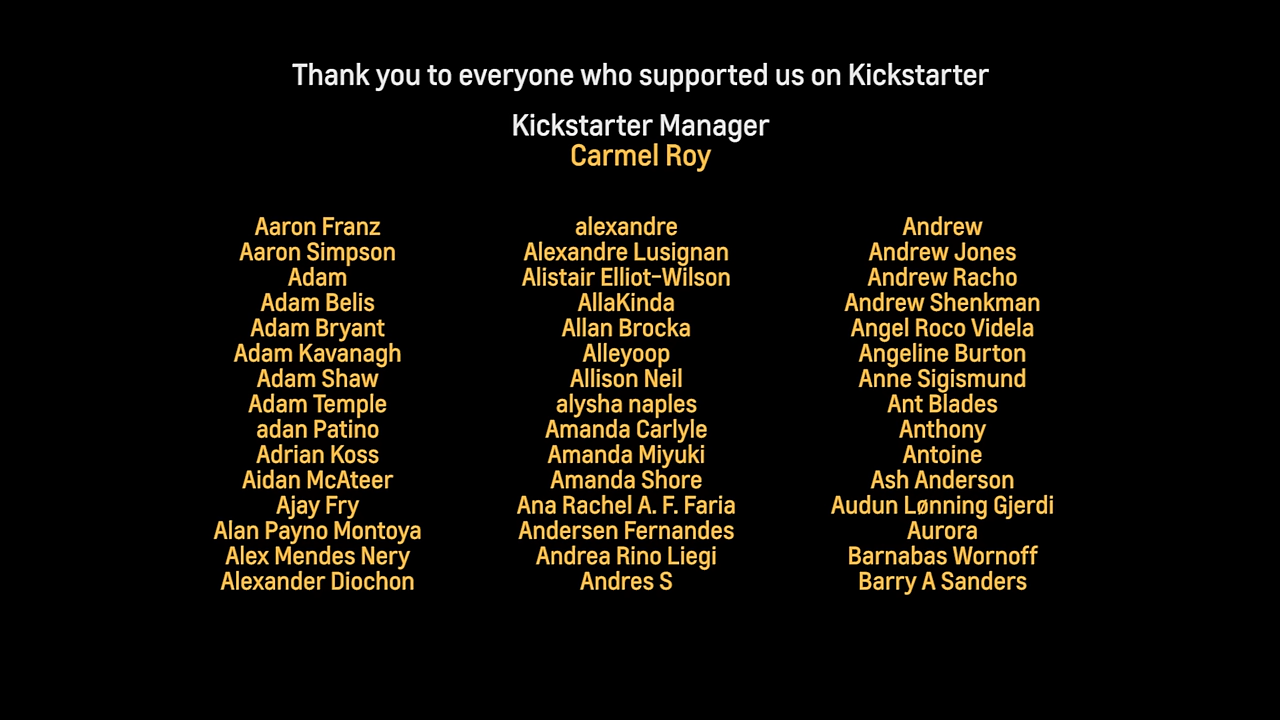 Thank you to everyone who supported us on Kickstarter
Kickstarter Manager
Carmel Roy
Aaron Franz
Aaron Simpson
Adam
Adam Belis
Adam Bryant
Adam Kavanagh
Adam Shaw
Adam Temple
adan Patino
Adrian Koss
Aidan McAteer
Ajay Fry
Alan Payno Montoya
Alex Mendes Nery
Alexander Diochon
alexandre
Alexandre Lusignan
Alistair Elliot-Wilson
AllaKinda
Allan Brocka
Alleyoop
Allison Neil
alysha naples
Amanda Carlyle
Amanda Miyuki
Amanda Shore
Ana Rachel A. F. Faria
Andersen Fernandes
Andrea Rino Liegi
Andres S
Andrew
Andrew Jones
Andrew Racho
Andrew Shenkman
Angel Roco Videla
Angeline Burton
Anne Sigismund
Ant Blades
Anthony
Antoine
Ash Anderson
Audun Lønning Gjerdi
Aurora
Barnabas Wornoff
Barry A Sanders